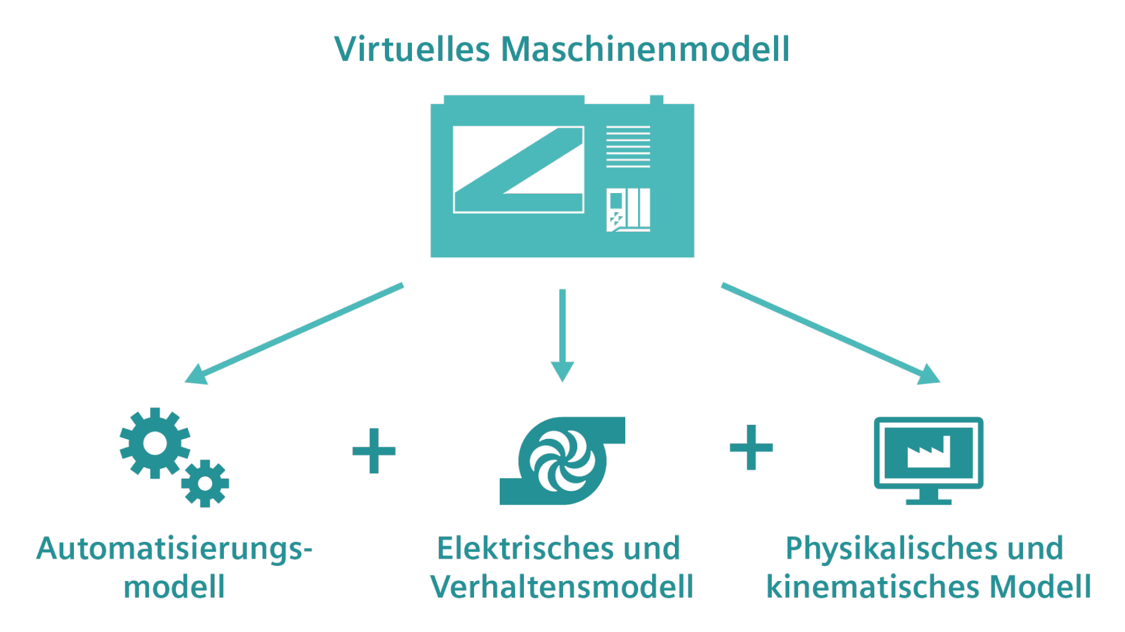 Virtuelles Maschinenmodell
Automatisierungs-
modell
Elektrisches und
Verhaltensmodell
Physikalisches und
kinematisches Modell